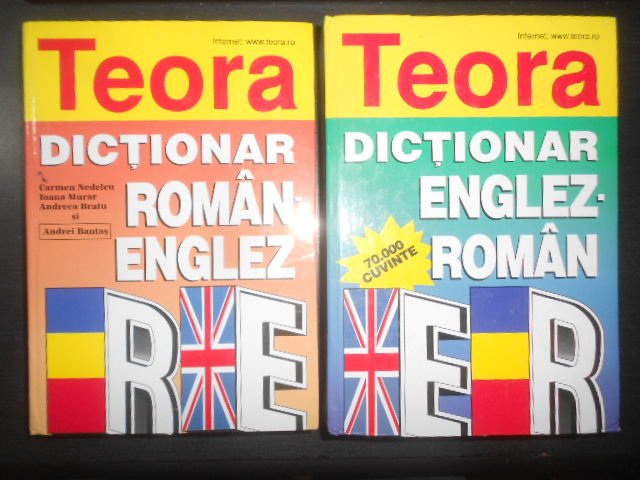 Internet: www.teora.ro
Teora
DICȚIONAR
Carmen Nedelcu
Ioana Murar
Andreea Bratu
și
Andrei Bantaș
ROMÂN-
ENGLEZ
R E
Internet: www.teora.ro
Teora
DICȚIONAR
ENGLEZ-
ROMÂN
70.000
CUVINTE
E R